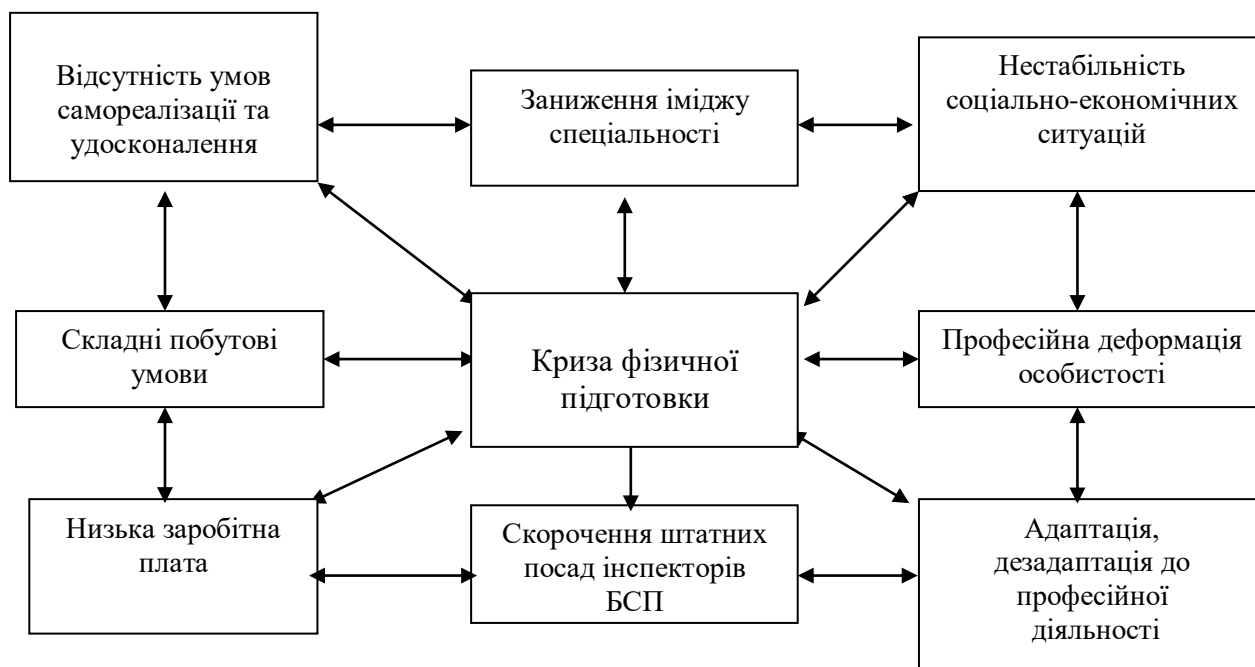 Відсутність умов
самореалізації та
удосконалення
Заниження іміджу
спеціальності
Нестабільність
соціально-економічних
ситуацій
Складні побутові
умови
Криза фізичної
підготовки
Професійна деформація
особистості
Низька заробітна
плата
Скорочення штатних
посад інспекторів
БСП
Адаптація,
дезадаптація до
професійної
діяльності